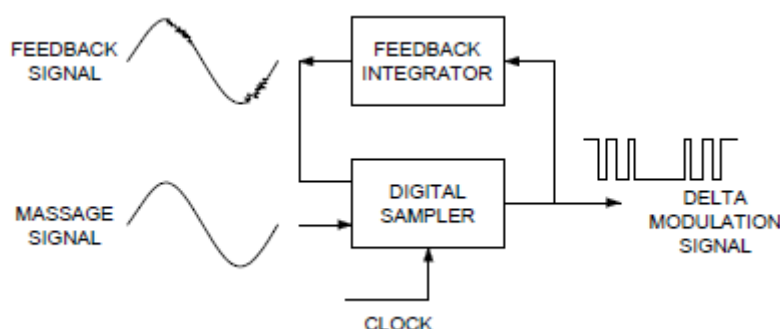 FEEDBACK
SIGNAL
FEEDBACK
INTEGRATOR
MASSAGE
SIGNAL
DIGITAL
SAMPLER
DELTA
MODULATION
SIGNAL
CLOCK